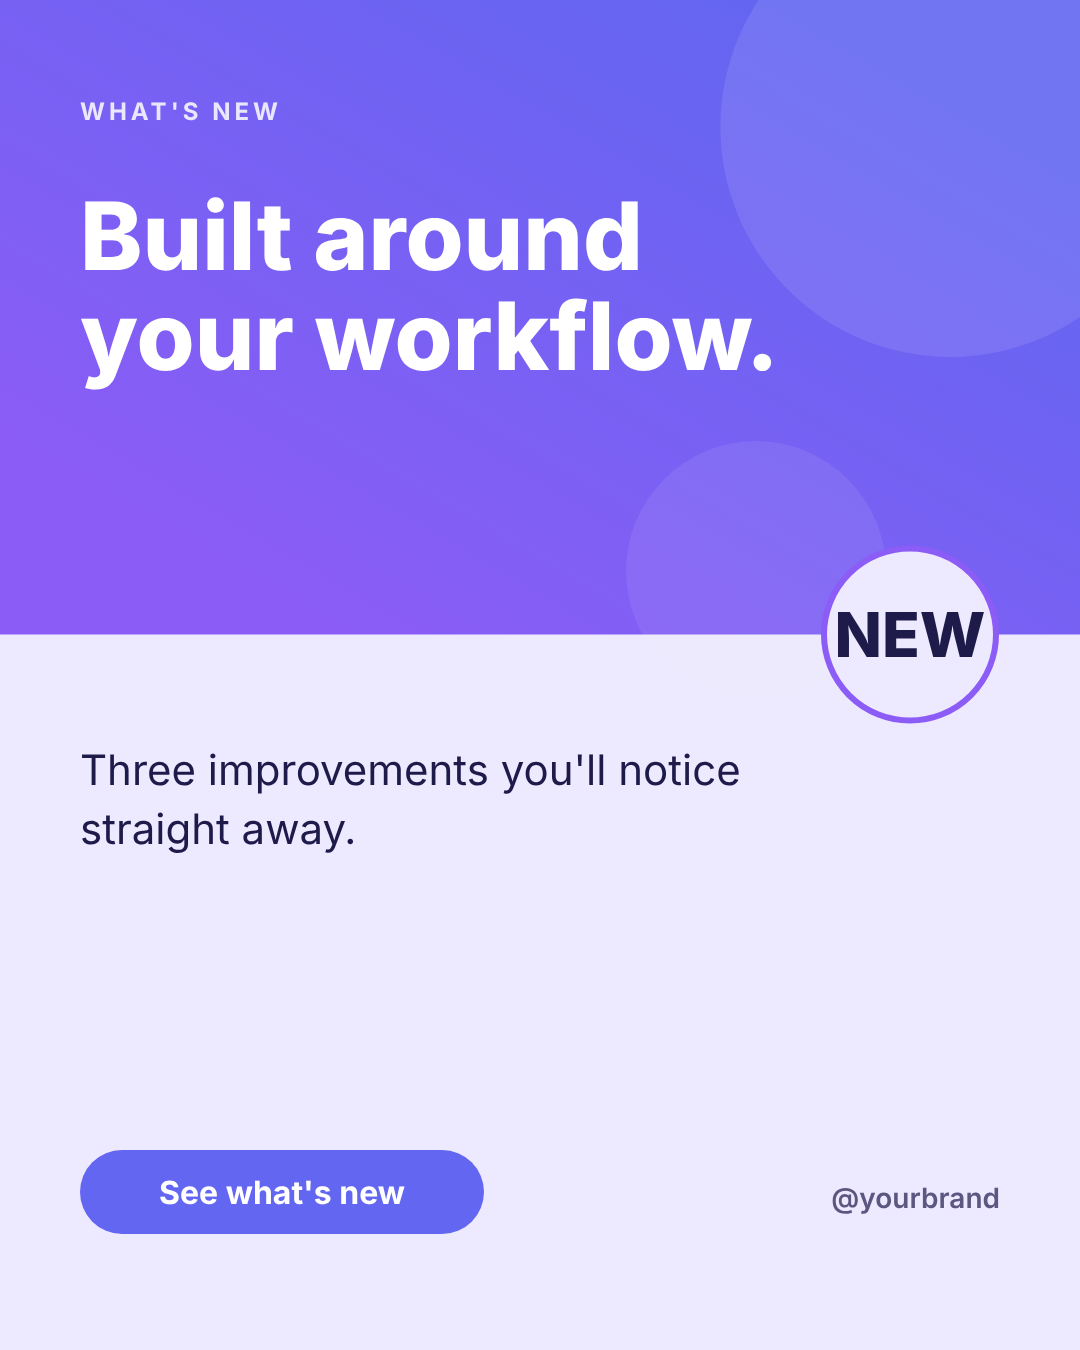 WHAT'S NEW
Built around
your workflow.
NEW
Three improvements you'll notice
straight away.
See what's new
@yourbrand